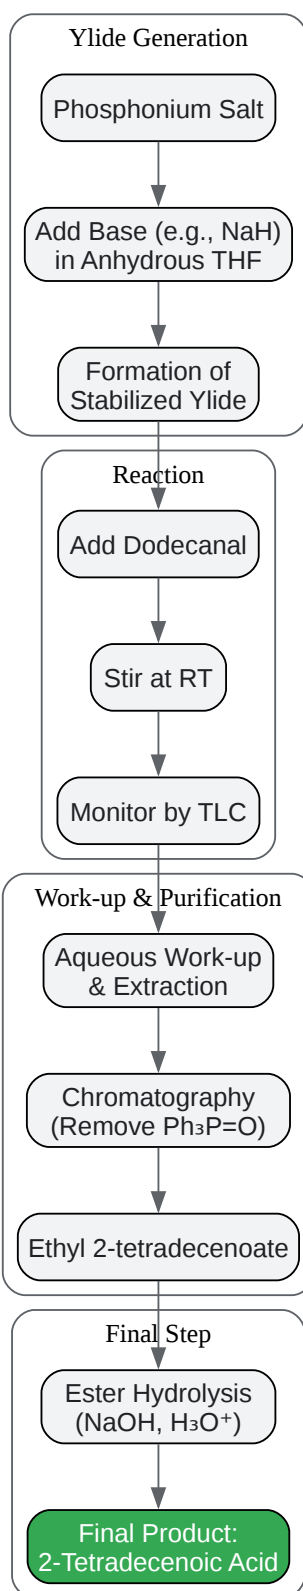 Ylide Generation
Phosphonium Salt
Add Base (e.g., NaH)
in Anhydrous THF
Formation of
Stabilized Ylide
Reaction
Add Dodecanal
Stir at RT
Monitor by TLC
Work-up & Purification
Aqueous Work-up
& Extraction
Chromatography
(Remove Ph₃P=O)
Ethyl 2-tetradecenoate
Final Step
Ester Hydrolysis
(NaOH, H₃O⁺)
Final Product:
2-Tetradecenoic Acid